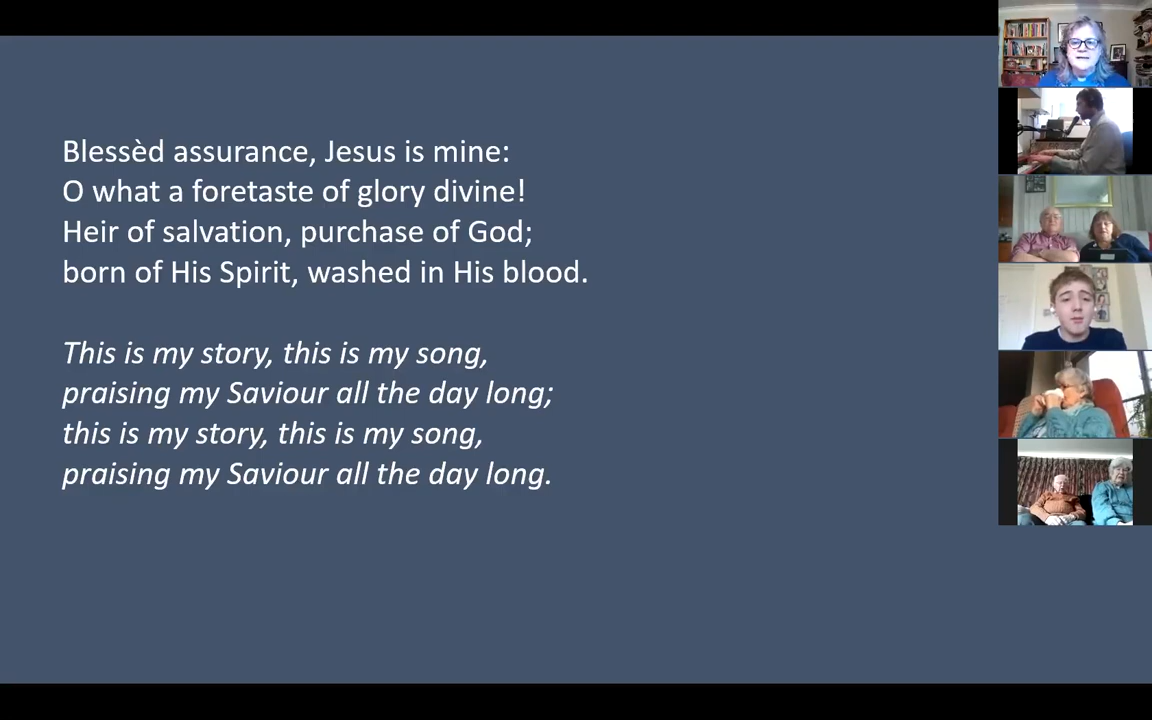 Blessèd assurance, Jesus is mine:
O what a foretaste of glory divine!
Heir of salvation, purchase of God;
born of His Spirit, washed in His blood.
This is my story, this is my song,
praising my Saviour all the day long;
this is my story, this is my song,
praising my Saviour all the day long.